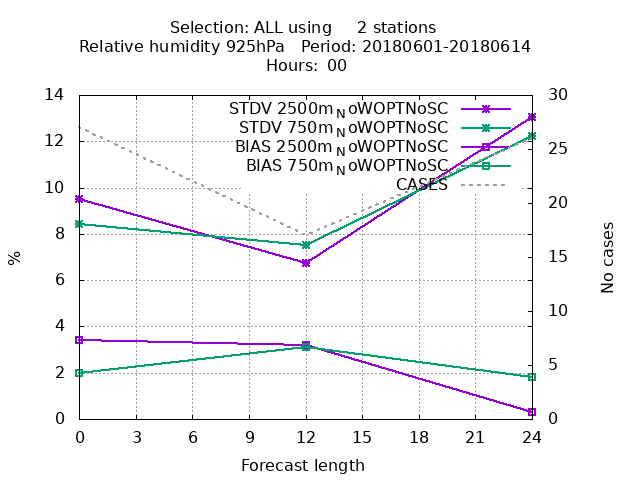 Selection: ALL using     2 stations
Relative humidity 925hPa   Period: 20180601-20180614
Hours: 00
14 30
STDV 2500m_NoWOPTNoSC
STDV 750m_NoWOPTNoSC
12 25
BIAS 2500m_NoWOPTNoSC
BIAS 750m_NoWOPTNoSC
CASES
10 20
8
% No cases
15
6
10
4
5
2
0 0
0 3 6 9 12 15 18 21 24
Forecast length